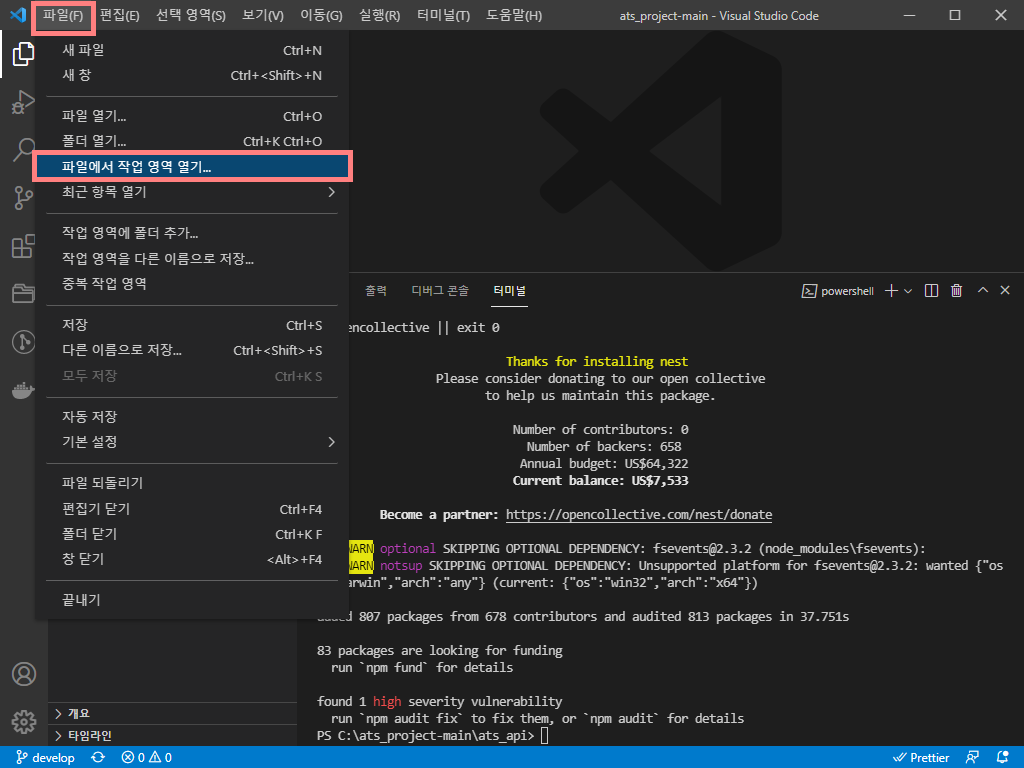 파일(F) 편집(E) 선택 영역(S) 보기(V) 이동(G) 실행(R) 터미널(T) 도움말(H) ats_project-main - Visual Studio Code
새 파일 Ctrl+N
새 창 Ctrl+<Shift>+N
파일 열기... Ctrl+O
폴더 열기... Ctrl+K Ctrl+O
파일에서 작업 영역 열기...
최근 항목 열기
작업 영역에 폴더 추가...
작업 영역을 다른 이름으로 저장...
중복 작업 영역
저장 Ctrl+S
다른 이름으로 저장... Ctrl+<Shift>+S
모두 저장 Ctrl+K S
자동 저장
기본 설정
파일 되돌리기
편집기 닫기 Ctrl+F4
폴더 닫기 Ctrl+K F
창 닫기 <Alt>+F4
끝내기
개요
타임라인
출력 디버그 콘솔 터미널 powershell
encollective || exit 0
Thanks for installing nest
Please consider donating to our open collective
to help us maintain this package.
Number of contributors: 0
Number of backers: 658
Annual budget: US$64,322
Current balance: US$7,533
Become a partner: https://opencollective.com/nest/donate
WARN optional SKIPPING OPTIONAL DEPENDENCY: fsevents@2.3.2 (node_modules\fsevents):
WARN notsup SKIPPING OPTIONAL DEPENDENCY: Unsupported platform for fsevents@2.3.2: wanted {"os
arwin","arch":"any"} (current: {"os":"win32","arch":"x64"})
added 807 packages from 678 contributors and audited 813 packages in 37.751s
83 packages are looking for funding
run `npm fund` for details
found 1 high severity vulnerability
run `npm audit fix` to fix them, or `npm audit` for details
PS C:\ats_project-main\ats_api>
develop 0 0 Prettier